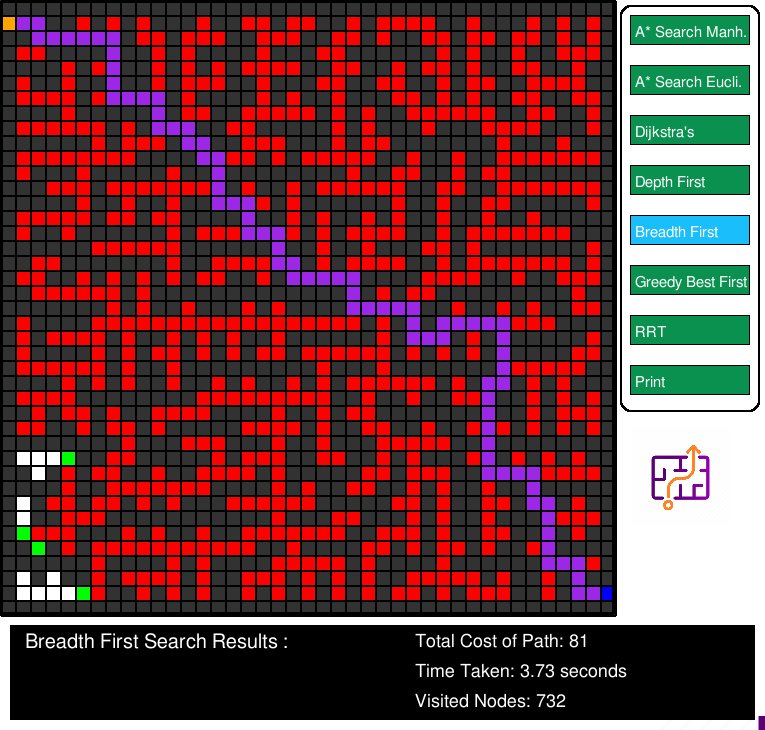 A* Search Manh.
A* Search Eucli.
Dijkstra's
Depth First
Breadth First
Greedy Best First
RRT
Print
Breadth First Search Results :
Total Cost of Path: 81
Time Taken: 3.73 seconds
Visited Nodes: 732